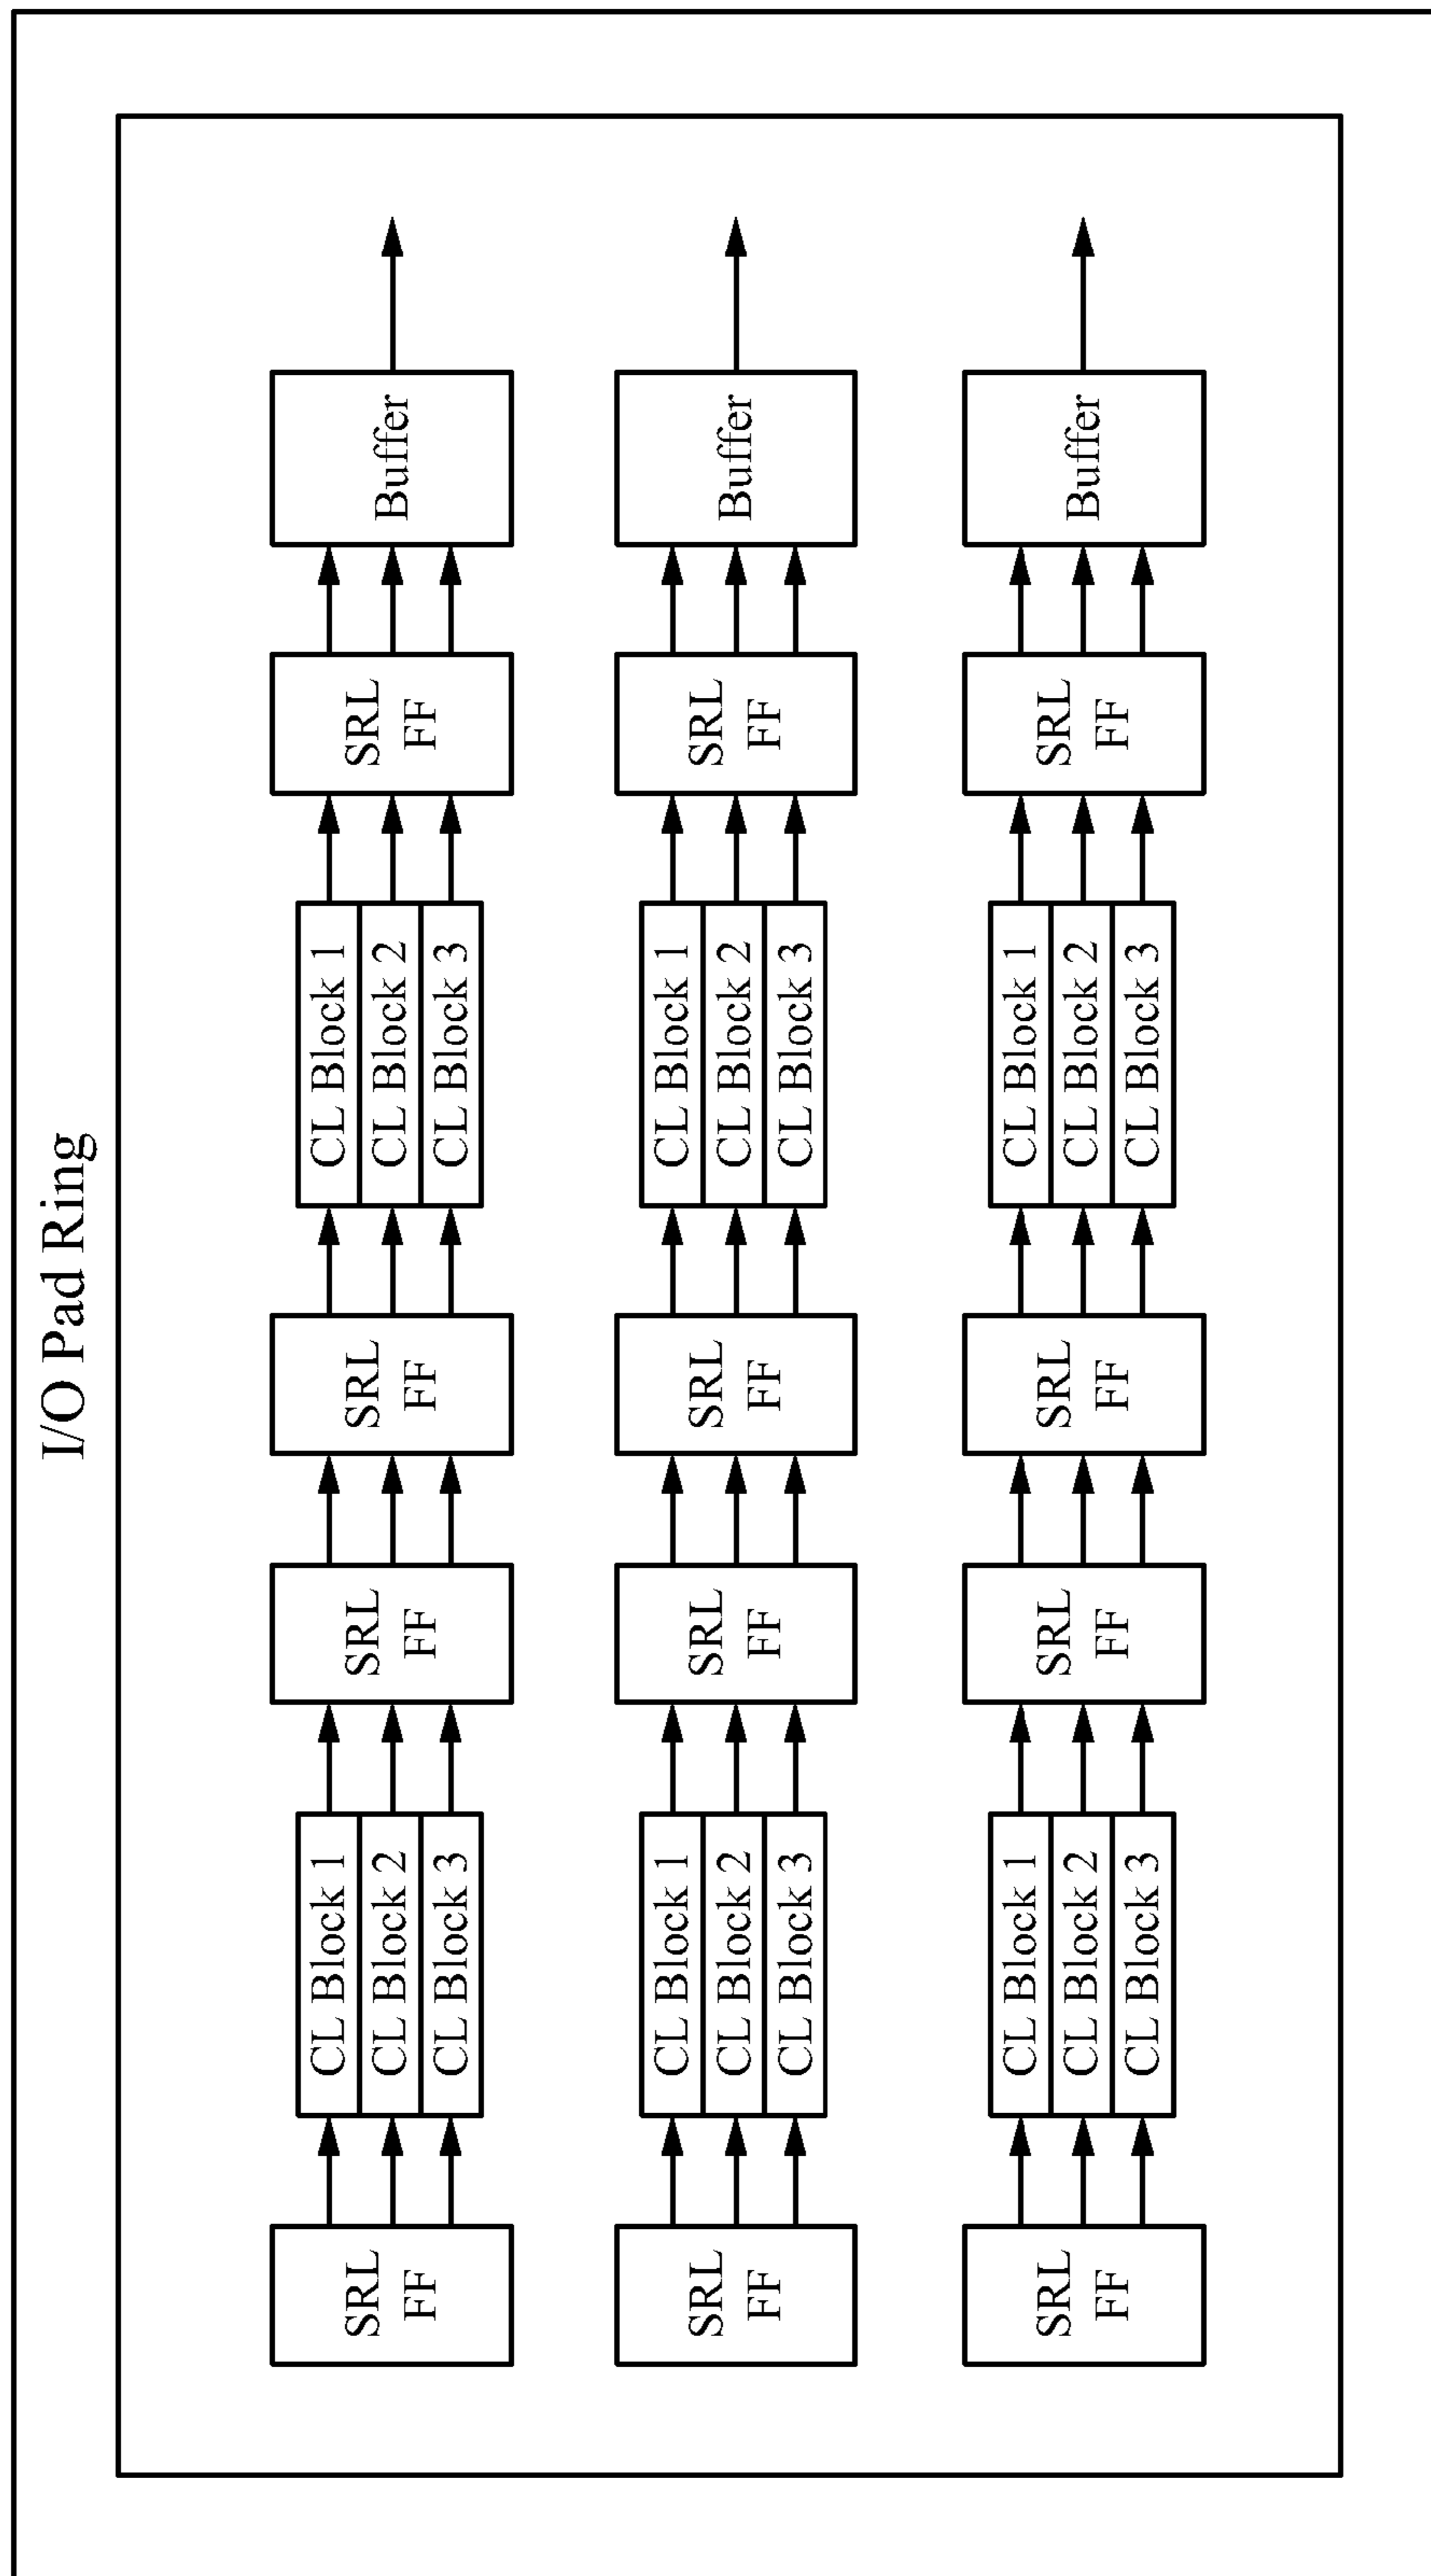 I/O Pad Ring
SRL
FF
CL Block 1
CL Block 2
CL Block 3
SRL
FF
SRL
FF
CL Block 1
CL Block 2
CL Block 3
SRL
FF
Buffer
SRL
FF
CL Block 1
CL Block 2
CL Block 3
SRL
FF
SRL
FF
CL Block 1
CL Block 2
CL Block 3
SRL
FF
Buffer
SRL
FF
CL Block 1
CL Block 2
CL Block 3
SRL
FF
SRL
FF
CL Block 1
CL Block 2
CL Block 3
SRL
FF
Buffer